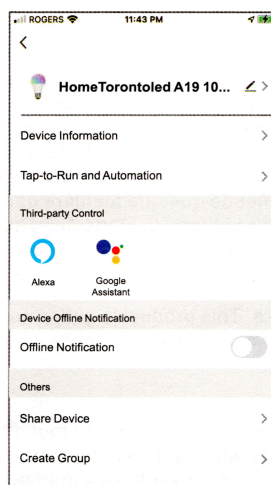 ROGERS 11:43 PM
HomeTorontoled A19 10...
Device Information
Tap-to-Run and Automation
Third-party Control
Alexa
Google
Assistant
Device Offline Notification
Offline Notification
Others
Share Device
Create Group